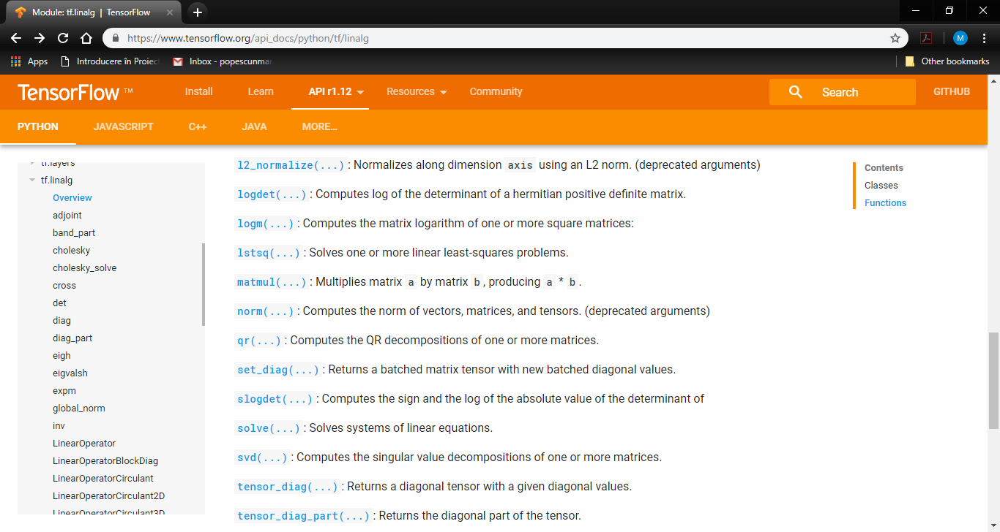 Module: tf.linalg | TensorFlow
https://www.tensorflow.org/api_docs/python/tf/linalg
M
Apps
Introducere în Proiec
Inbox - popescunmar
Other bookmarks
TensorFlow ™
Install
Learn
API r1.12
Resources
Community
Search
GITHUB
PYTHON
JAVASCRIPT
C++
JAVA
MORE...
tf.layers
tf.linalg
Overview
adjoint
band_part
cholesky
cholesky_solve
cross
det
diag
diag_part
eigh
eigvalsh
expm
global_norm
inv
LinearOperator
LinearOperatorBlockDiag
LinearOperatorCirculant
LinearOperatorCirculant2D
LinearOperatorCirculant3D
l2_normalize(...) : Normalizes along dimension axis using an L2 norm. (deprecated arguments)
logdet(...) : Computes log of the determinant of a hermitian positive definite matrix.
logm(...) : Computes the matrix logarithm of one or more square matrices:
lstsq(...) : Solves one or more linear least-squares problems.
matmul(...) : Multiplies matrix a by matrix b , producing a * b .
norm(...) : Computes the norm of vectors, matrices, and tensors. (deprecated arguments)
qr(...) : Computes the QR decompositions of one or more matrices.
set_diag(...) : Returns a batched matrix tensor with new batched diagonal values.
slogdet(...) : Computes the sign and the log of the absolute value of the determinant of
solve(...) : Solves systems of linear equations.
svd(...) : Computes the singular value decompositions of one or more matrices.
tensor_diag(...) : Returns a diagonal tensor with a given diagonal values.
tensor_diag_part(...) : Returns the diagonal part of the tensor.
Contents
Classes
Functions